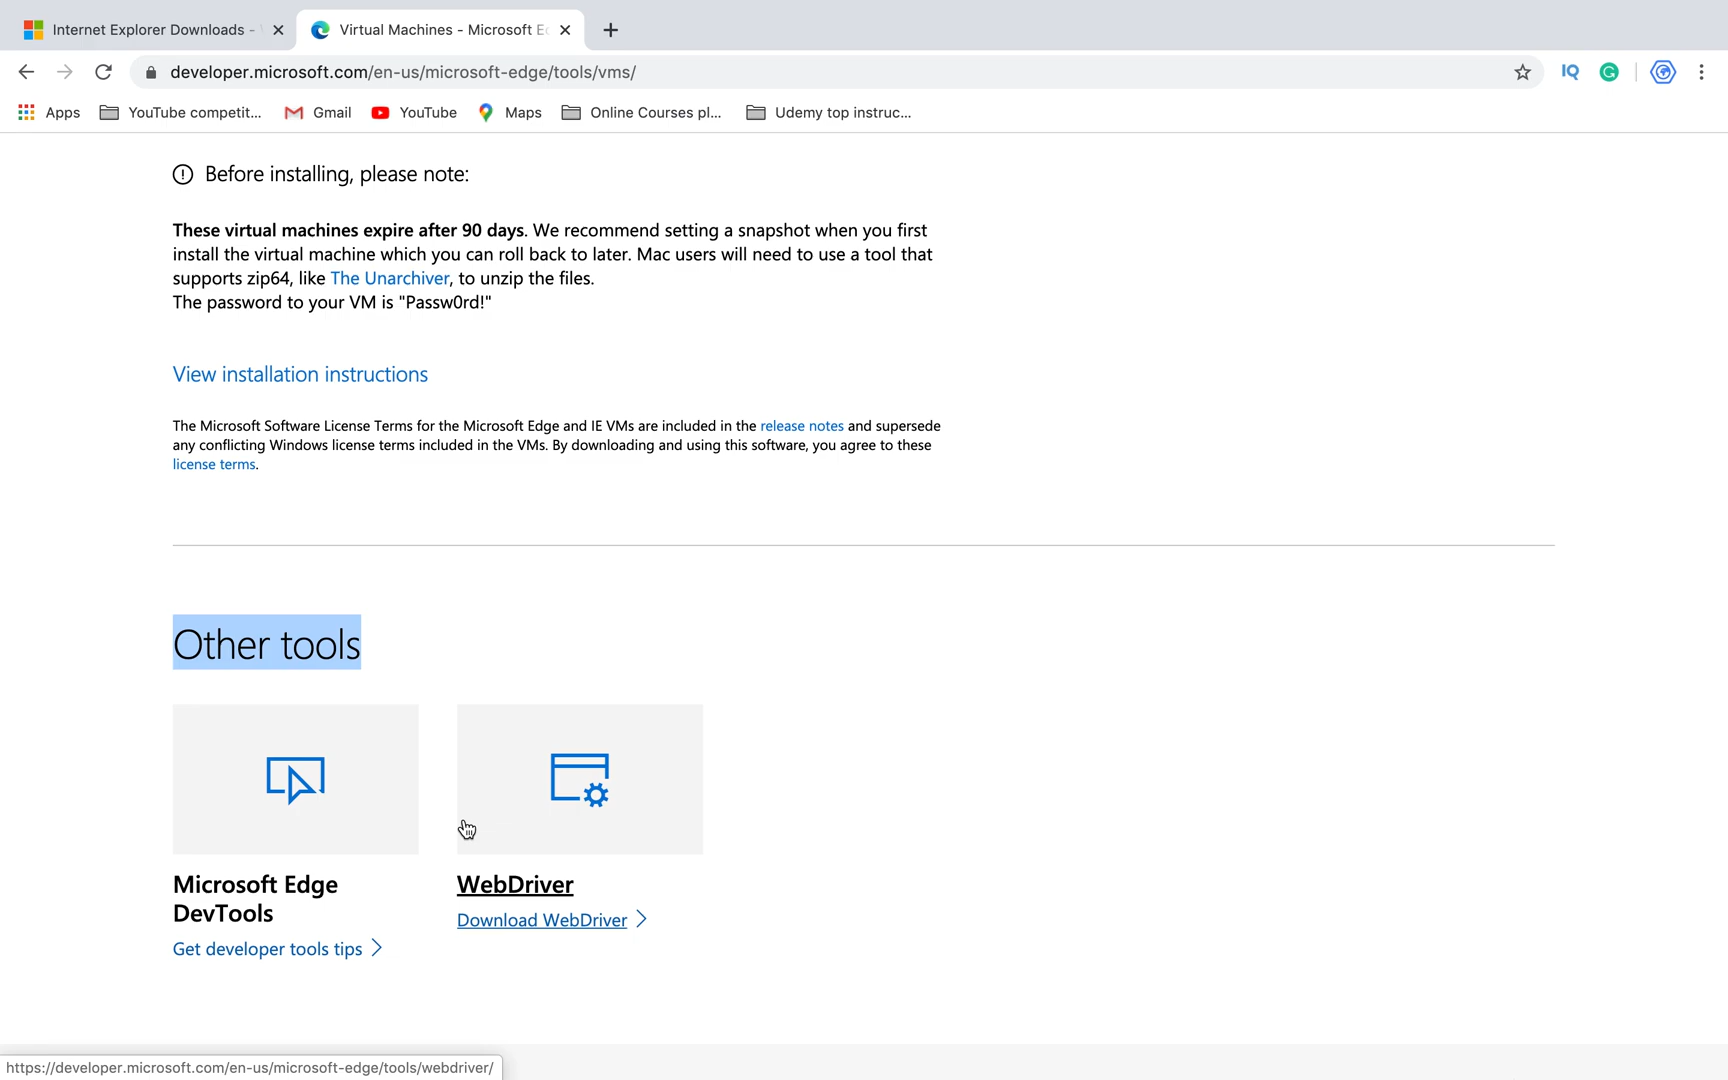 Internet Explorer Downloads -
Virtual Machines - Microsoft Ed
developer.microsoft.com/en-us/microsoft-edge/tools/vms/
IQ
Apps
YouTube competit...
Gmail
YouTube
Maps
Online Courses pl...
Udemy top instruc...
Before installing, please note:
These virtual machines expire after 90 days. We recommend setting a snapshot when you first
install the virtual machine which you can roll back to later. Mac users will need to use a tool that
supports zip64, like The Unarchiver, to unzip the files.
The password to your VM is "Passw0rd!"
View installation instructions
The Microsoft Software License Terms for the Microsoft Edge and IE VMs are included in the release notes and supersede
any conflicting Windows license terms included in the VMs. By downloading and using this software, you agree to these
license terms.
Other tools
Microsoft Edge
DevTools
Get developer tools tips
WebDriver
Download WebDriver
https://developer.microsoft.com/en-us/microsoft-edge/tools/webdriver/